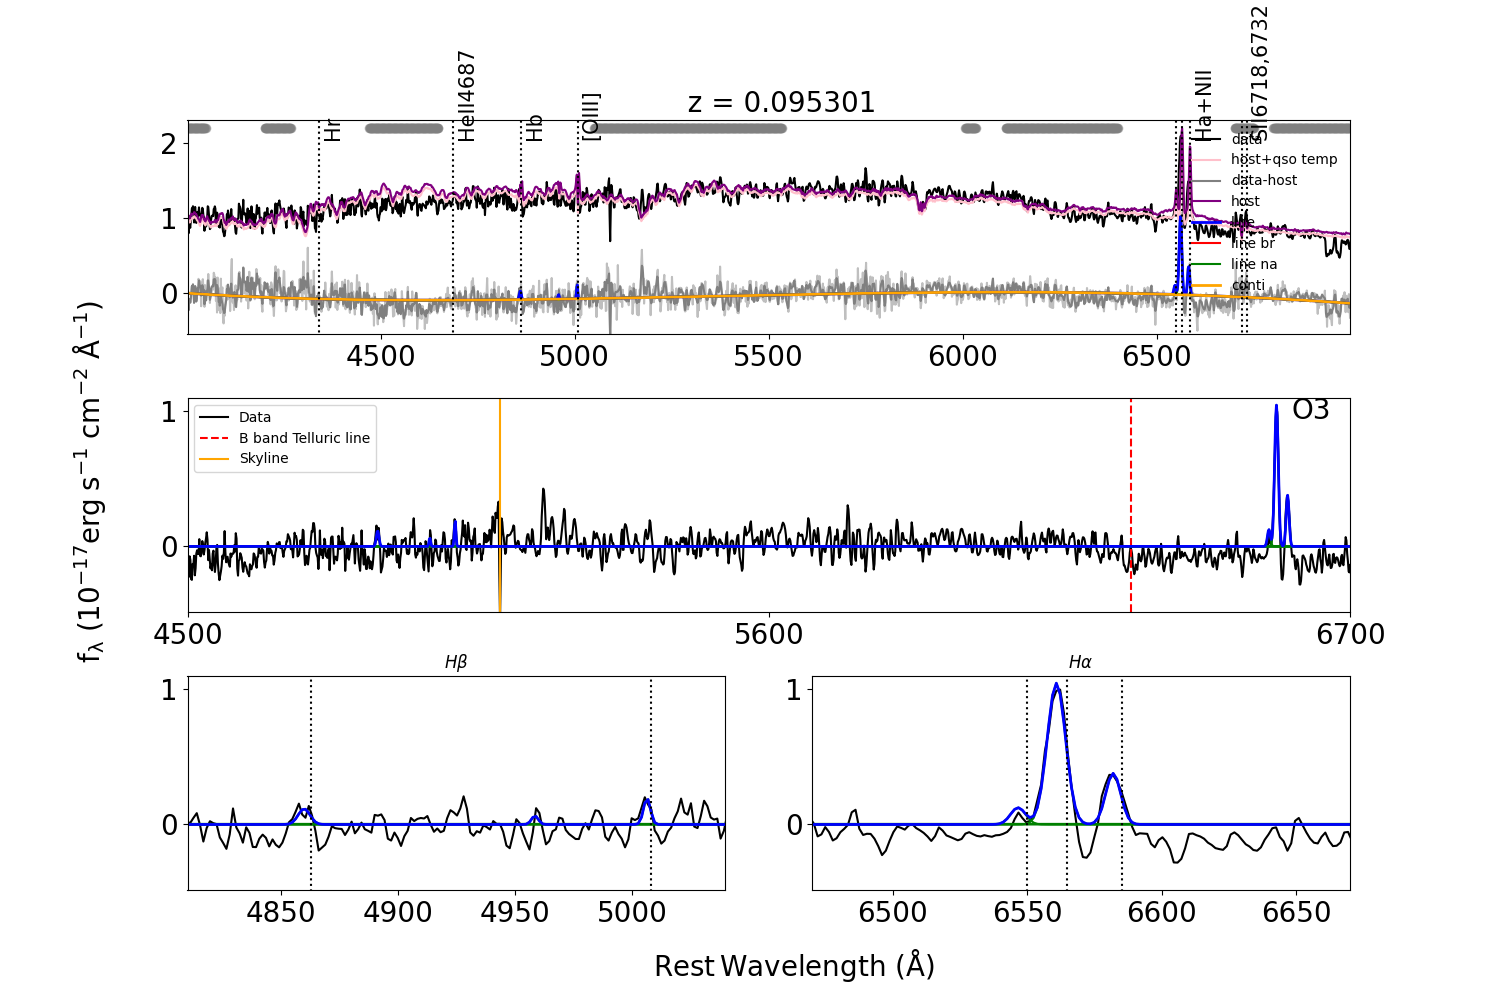 z = 0.095301
Hr
HeII4687
Hb
[OIII]
Ha+NII
SII6718,6732
data
host+qso temp
data-host
host
line
line br
line na
conti
2
1
0
4500
5000
5500
6000
6500
fλ (10⁻¹⁷erg s⁻¹ cm⁻² Å⁻¹)
Data
B band Telluric line
Skyline
O3
1
0
4500
5600
6700
Hβ
1
0
4850
4900
4950
5000
Hα
1
0
6500
6550
6600
6650
Rest Wavelength (Å)